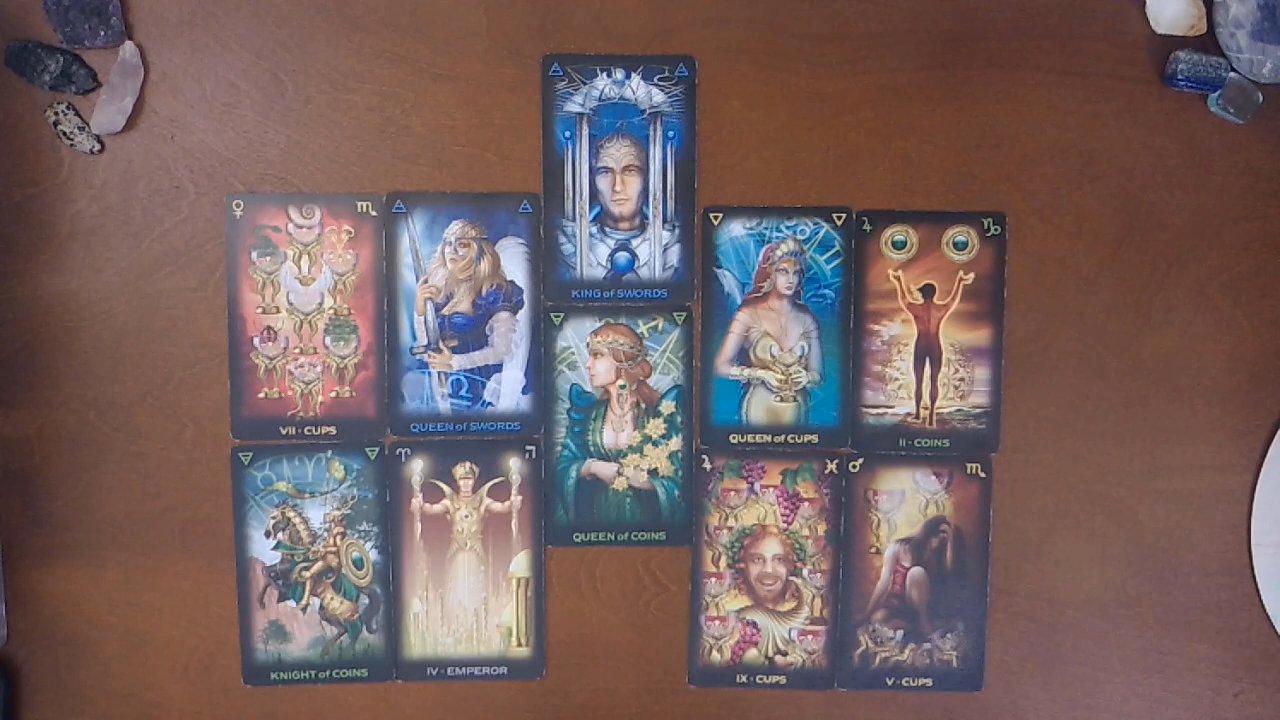 KING of SWORDS
VII · CUPS
QUEEN of SWORDS
QUEEN of COINS
QUEEN of CUPS
II · COINS
KNIGHT of COINS
IV · EMPEROR
IX · CUPS
V · CUPS